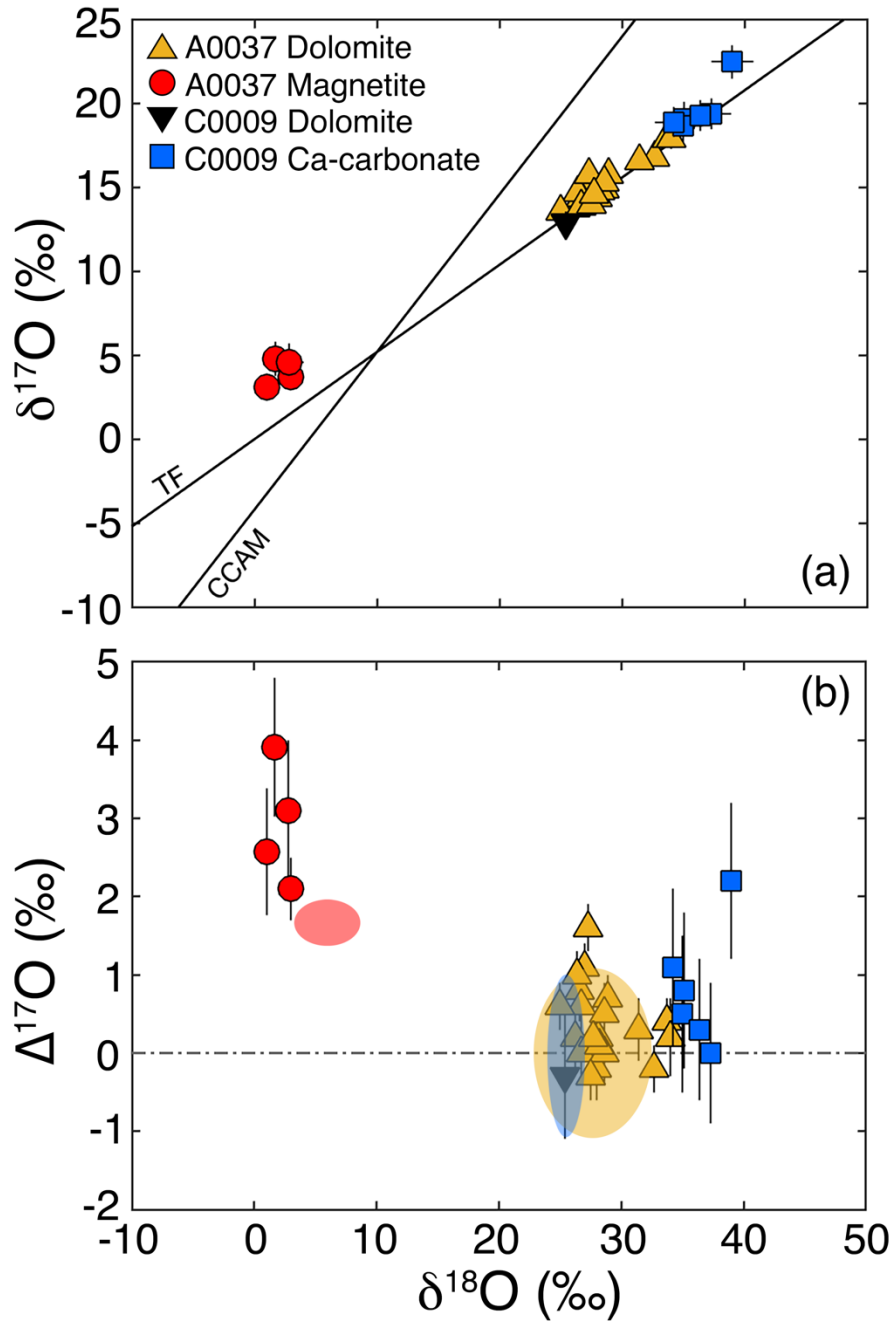 25
20
15
10
5
0
-5
-10
δ¹⁷O (‰)
A0037 Dolomite
A0037 Magnetite
C0009 Dolomite
C0009 Ca-carbonate
TF
CCAM
(a)
(b)
5
4
3
2
1
0
-1
-2
Δ¹⁷O (‰)
-10 0 10 20 30 40 50
δ¹⁸O (‰)